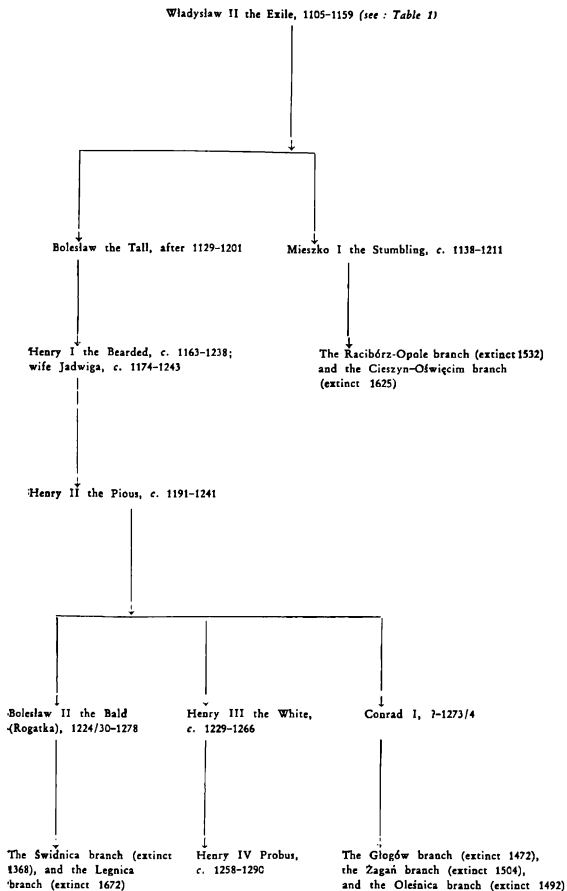 Władysław II the Exile, 1105–1159 (see : Table 1)
Bolesław the Tall, after 1129–1201
Mieszko I the Stumbling, c. 1138–1211
Henry I the Bearded, c. 1163–1238;
wife Jadwiga, c. 1174–1243
The Racibórz-Opole branch (extinct 1532)
and the Cieszyn–Oświęcim branch
(extinct 1625)
Henry II the Pious, c. 1191–1241
Bolesław II the Bald
(Rogatka), 1224/30–1278
Henry III the White,
c. 1229–1266
Conrad I, ?–1273/4
The Świdnica branch (extinct
1368), and the Legnica
branch (extinct 1672)
Henry IV Probus,
c. 1258–1290
The Głogów branch (extinct 1472),
the Żagań branch (extinct 1504),
and the Oleśnica branch (extinct 1492)